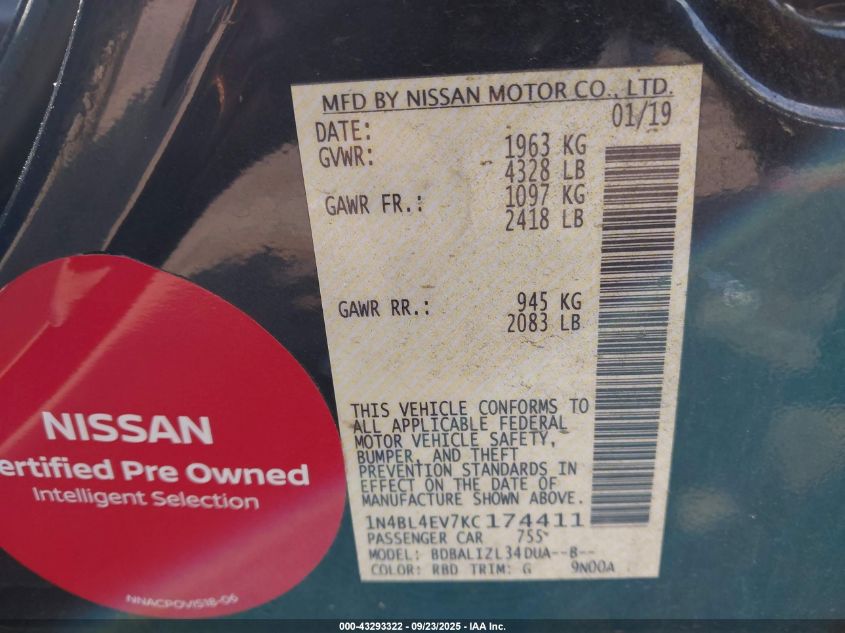 MFD BY NISSAN MOTOR CO., LTD.
DATE: 01/19
GVWR: 1963 KG
4328 LB
GAWR FR.: 1097 KG
2418 LB
GAWR RR.: 945 KG
2083 LB
THIS VEHICLE CONFORMS TO
ALL APPLICABLE FEDERAL
MOTOR VEHICLE SAFETY,
BUMPER, AND THEFT
PREVENTION STANDARDS IN
EFFECT ON THE DATE OF
MANUFACTURE SHOWN ABOVE.
1N4BL4EV7KC174411
PASSENGER CAR 755
MODEL: BDBALIZL34DUA--B--
COLOR: RBD TRIM: G 9N00A
NISSAN
ertified Pre Owned
Intelligent Selection
NNACPOVIS18-06
000-43293322 - 09/23/2025 - IAA Inc.